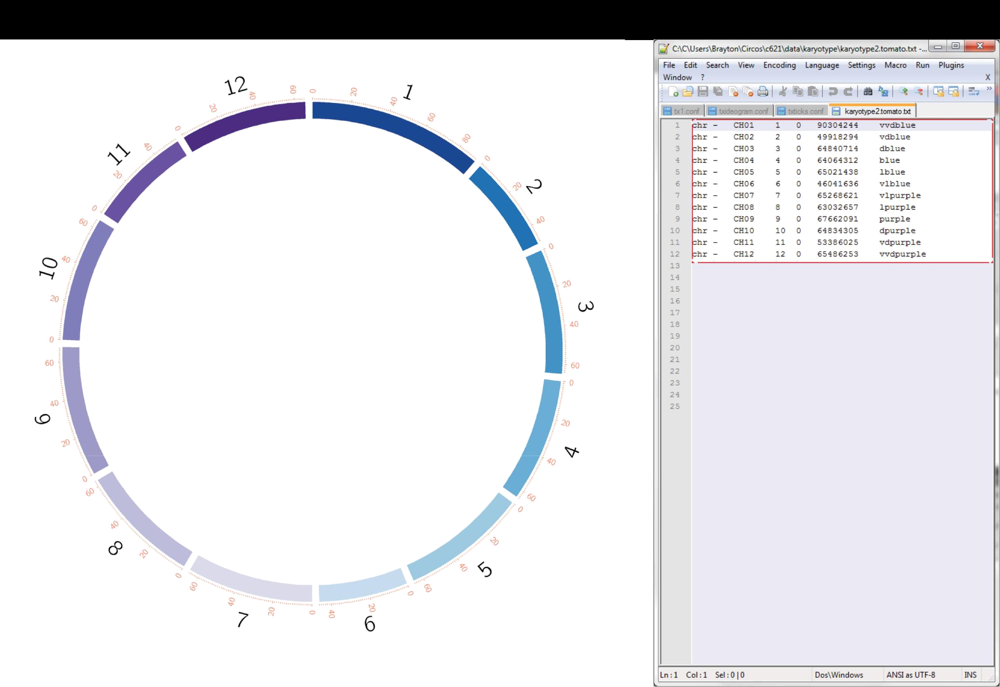 12
1
2
3
4
5
6
7
8
9
10
11
0 20 40 60 80
0 20 40
0 20 40 60
0 20 40 60
0 20 40 60
0 20 40
0 20 40 60
0 20 40 60
0 20 40 60
0 20 40 60
0 20 40
0 20 40 60
C:\C\Users\Brayton\Circos\c621\data\karyotype\karyotype2.tomato.txt -...
File Edit Search View Encoding Language Settings Macro Run Plugins
Window ? X
tx1.conf txideogram.conf txticks.conf karyotype2.tomato.txt
1 chr - CH01 1 0 90304244 vvdblue
2 chr - CH02 2 0 49918294 vdblue
3 chr - CH03 3 0 64840714 dblue
4 chr - CH04 4 0 64064312 blue
5 chr - CH05 5 0 65021438 lblue
6 chr - CH06 6 0 46041636 vlblue
7 chr - CH07 7 0 65268621 vlpurple
8 chr - CH08 8 0 63032657 lpurple
9 chr - CH09 9 0 67662091 purple
10 chr - CH10 10 0 64834305 dpurple
11 chr - CH11 11 0 53386025 vdpurple
12 chr - CH12 12 0 65486253 vvdpurple
13
14
15
16
17
18
19
20
21
22
23
24
25
Ln : 1 Col : 1 Sel : 0 | 0 Dos\Windows ANSI as UTF-8 INS